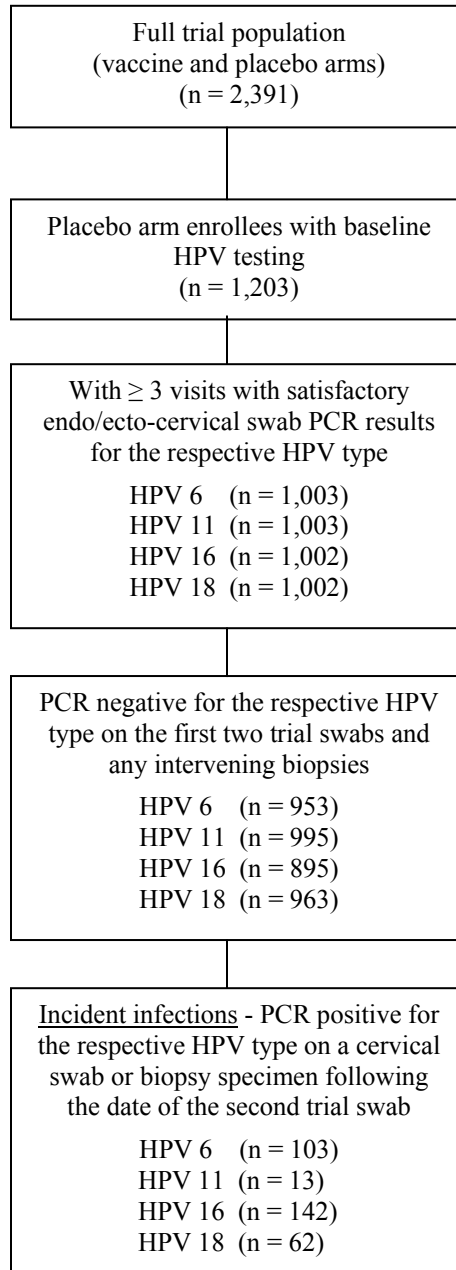 Full trial population
(vaccine and placebo arms)
(n = 2,391)
Placebo arm enrollees with baseline
HPV testing
(n = 1,203)
With ≥ 3 visits with satisfactory
endo/ecto-cervical swab PCR results
for the respective HPV type
HPV 6 (n = 1,003)
HPV 11 (n = 1,003)
HPV 16 (n = 1,002)
HPV 18 (n = 1,002)
PCR negative for the respective HPV
type on the first two trial swabs and
any intervening biopsies
HPV 6 (n = 953)
HPV 11 (n = 995)
HPV 16 (n = 895)
HPV 18 (n = 963)
Incident infections - PCR positive for
the respective HPV type on a cervical
swab or biopsy specimen following
the date of the second trial swab
HPV 6 (n = 103)
HPV 11 (n = 13)
HPV 16 (n = 142)
HPV 18 (n = 62)